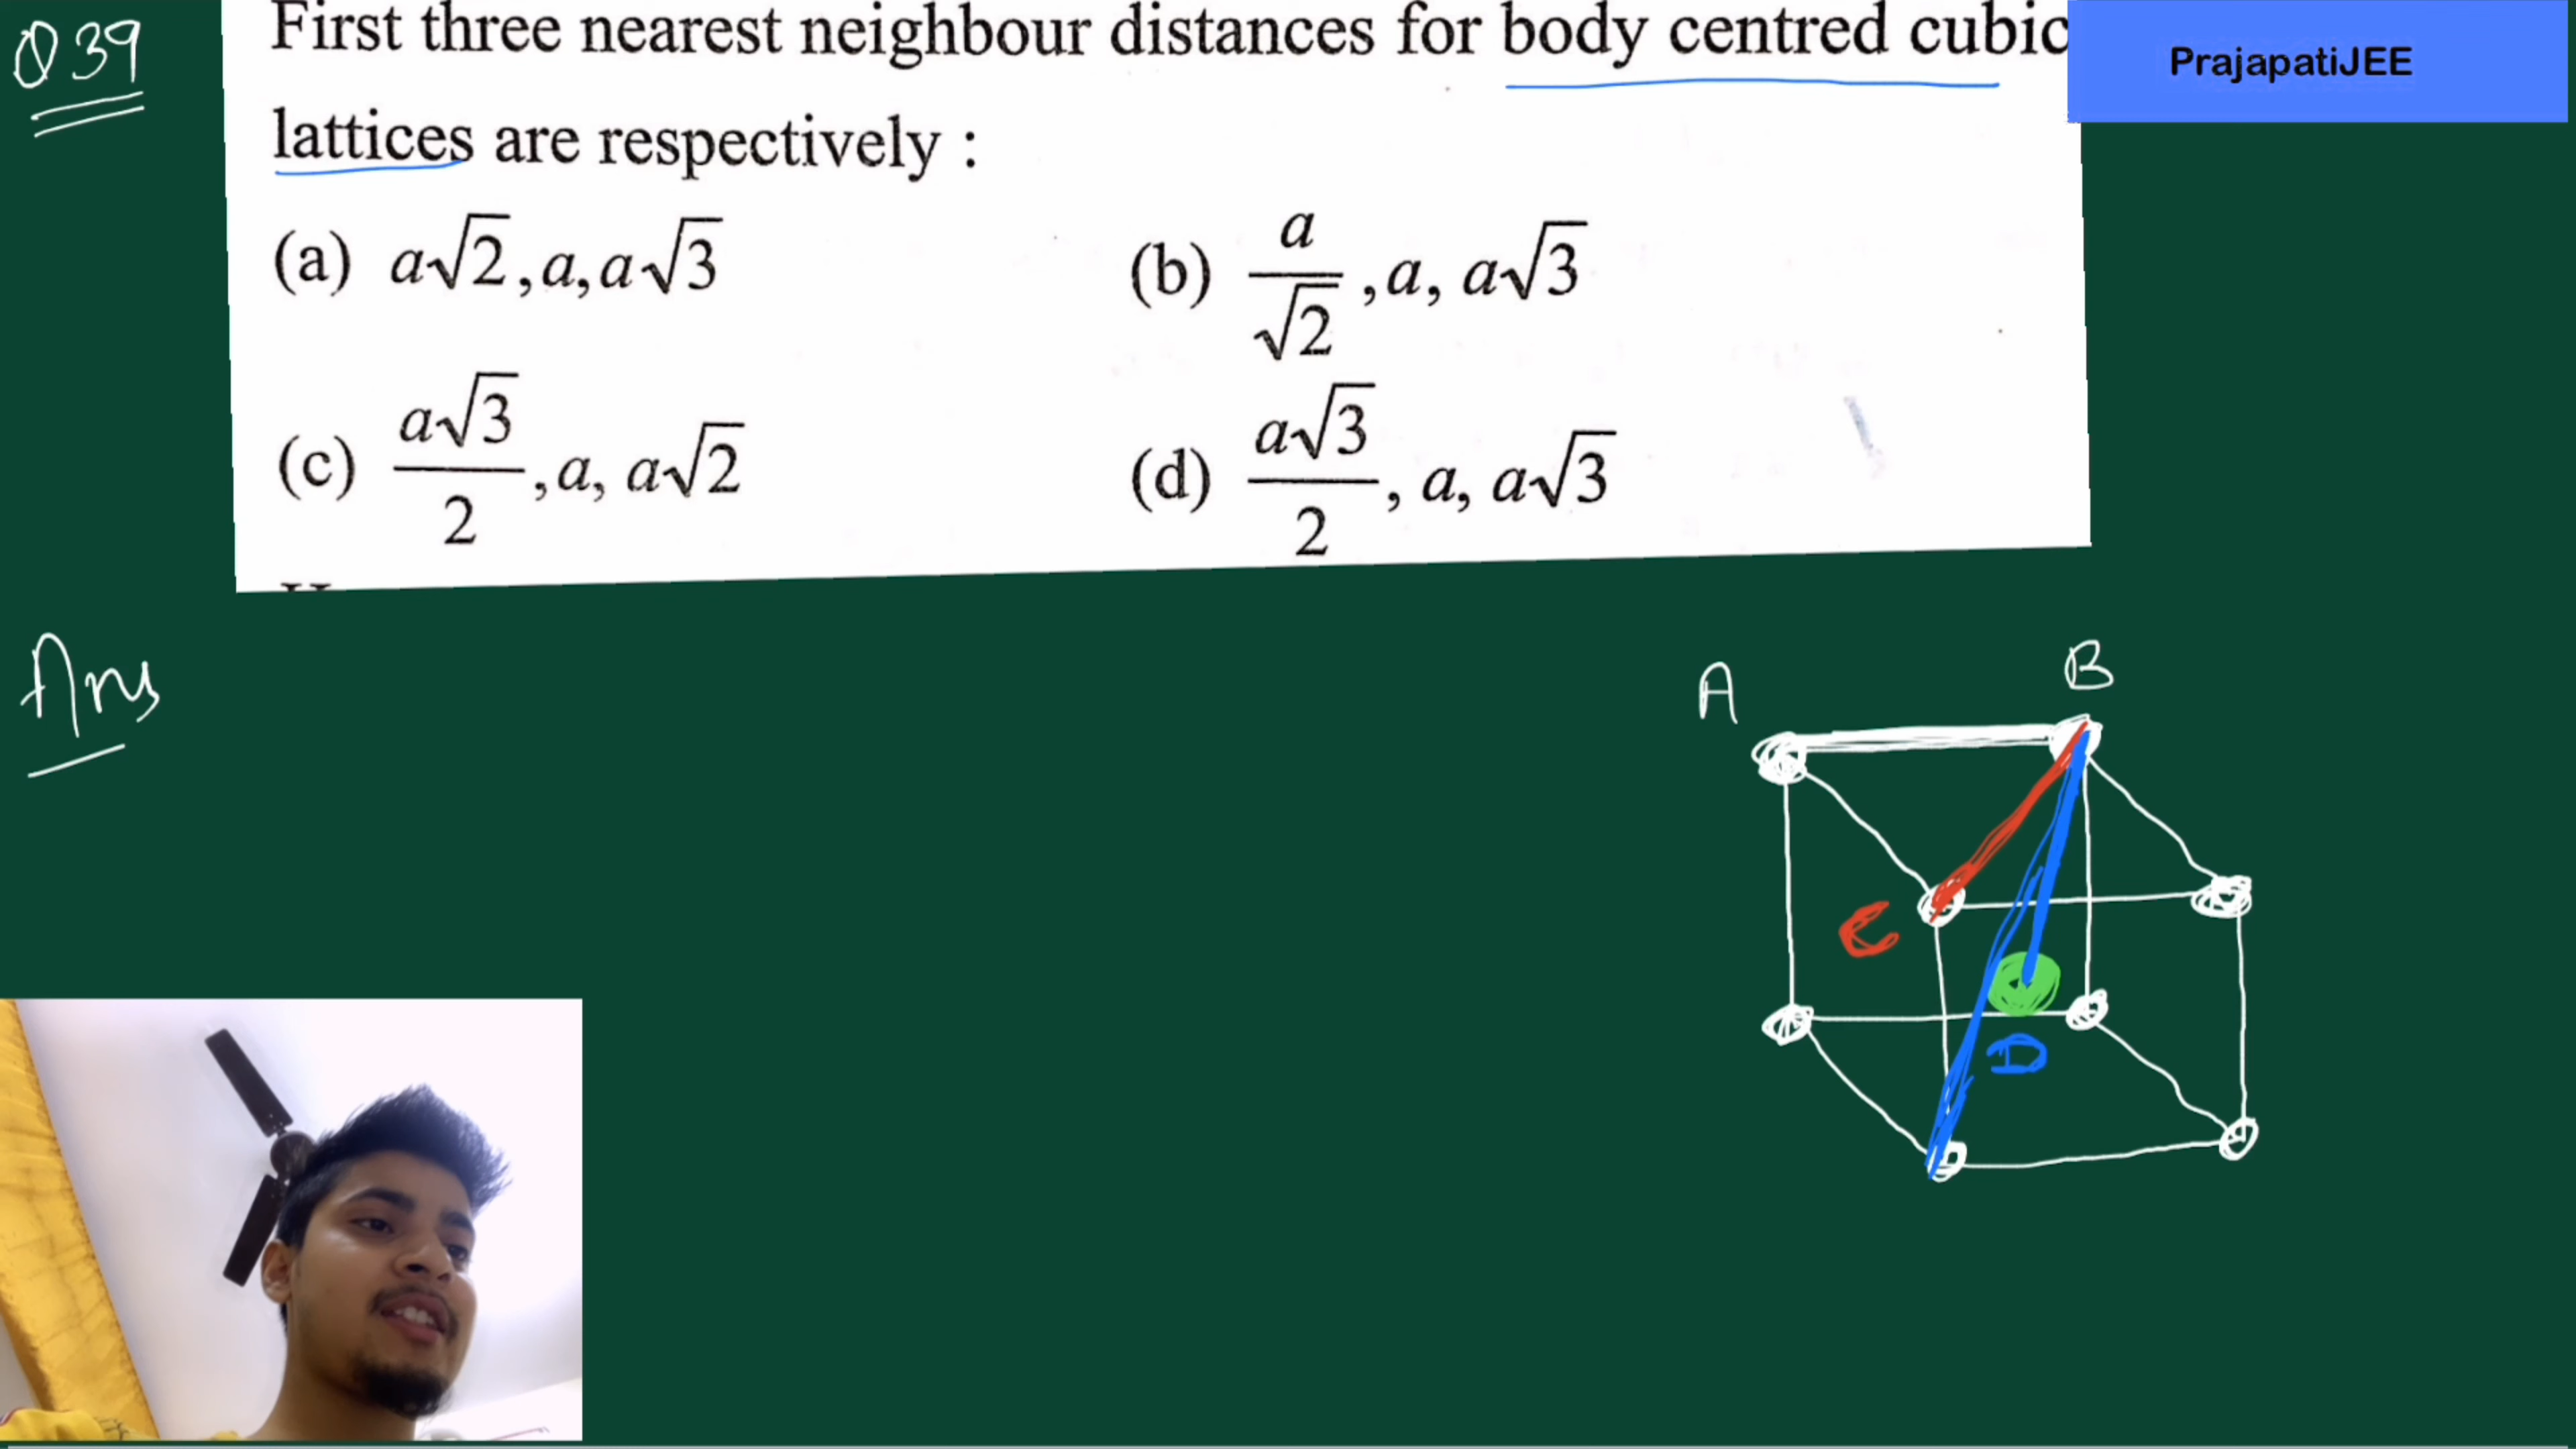 Q39
First three nearest neighbour distances for body centred cubic
PrajapatiJEE
lattices are respectively :
(a) a√2, a, a√3
(b) a/√2, a, a√3
(c) a√3/2, a, a√2
(d) a√3/2, a, a√3
Ans
A
B
C
D